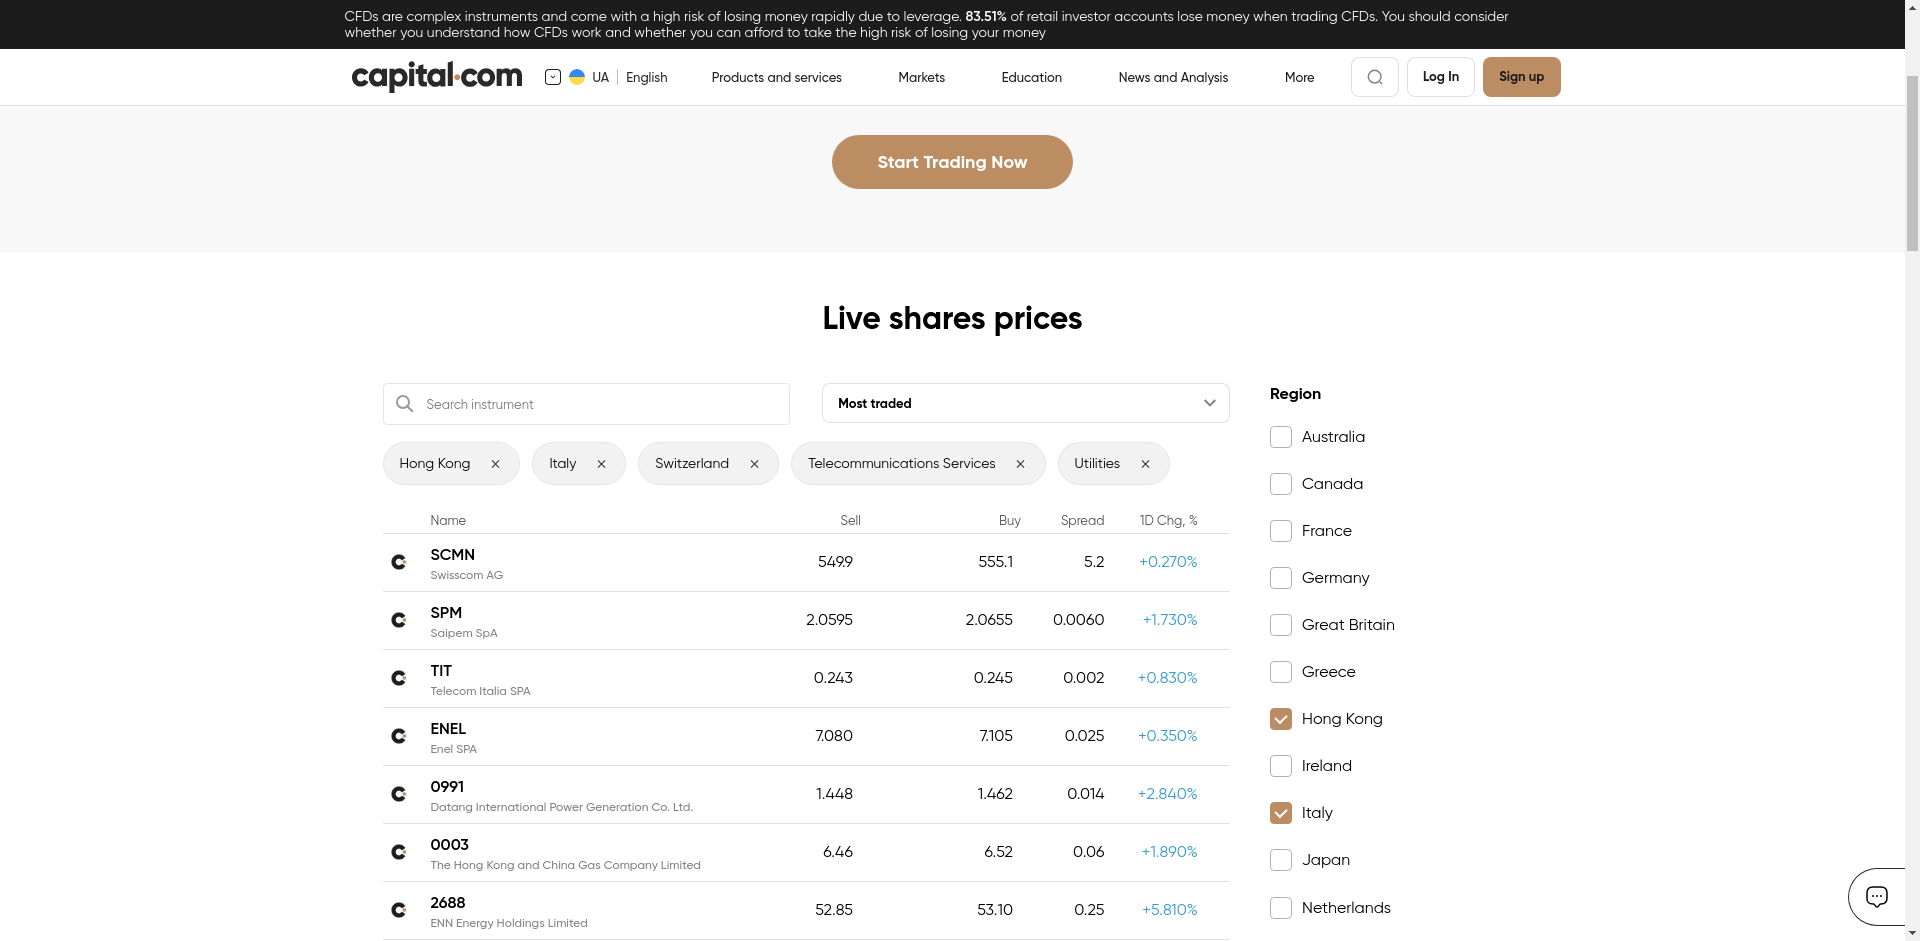 CFDs are complex instruments and come with a high risk of losing money rapidly due to leverage. 83.51% of retail investor accounts lose money when trading CFDs. You should consider
whether you understand how CFDs work and whether you can afford to take the high risk of losing your money
capital.com UA English Products and services Markets Education News and Analysis More Log In Sign up
Start Trading Now
Live shares prices
Search instrument Most traded
Hong Kong Italy Switzerland Telecommunications Services Utilities
Name Sell Buy Spread 1D Chg, %
SCMN
Swisscom AG
549.9 555.1 5.2 +0.270%
SPM
Saipem SpA
2.0595 2.0655 0.0060 +1.730%
TIT
Telecom Italia SPA
0.243 0.245 0.002 +0.830%
ENEL
Enel SPA
7.080 7.105 0.025 +0.350%
0991
Datang International Power Generation Co. Ltd.
1.448 1.462 0.014 +2.840%
0003
The Hong Kong and China Gas Company Limited
6.46 6.52 0.06 +1.890%
2688
ENN Energy Holdings Limited
52.85 53.10 0.25 +5.810%
Region
Australia
Canada
France
Germany
Great Britain
Greece
Hong Kong
Ireland
Italy
Japan
Netherlands